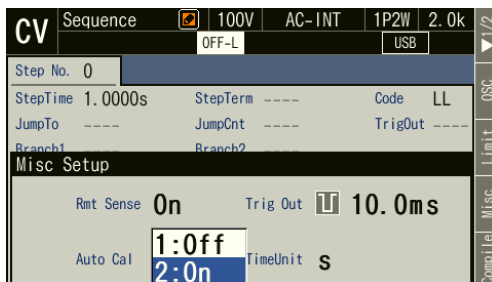 CV Sequence 100V AC-INT 1P2W 2.0k
OFF-L USB
▼1/2
Step No. 0
StepTime 1.0000s StepTerm ---- Code LL
JumpTo ---- JumpCnt ---- TrigOut ----
Branch1 Branch2
OSC
Limit
Misc
Compile
Misc Setup
Rmt Sense On Trig Out 10.0ms
Auto Cal 1:Off TimeUnit s
2:On